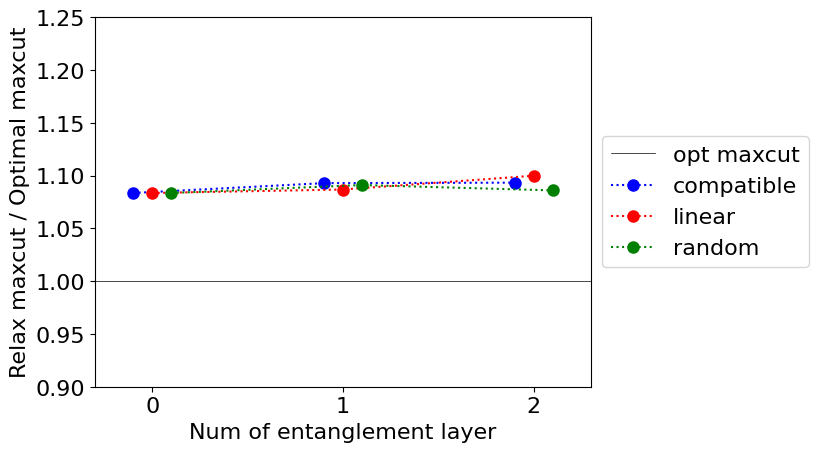 Relax maxcut / Optimal maxcut
1.25
1.20
1.15
1.10
1.05
1.00
0.95
0.90
0 1 2
Num of entanglement layer
opt maxcut
compatible
linear
random